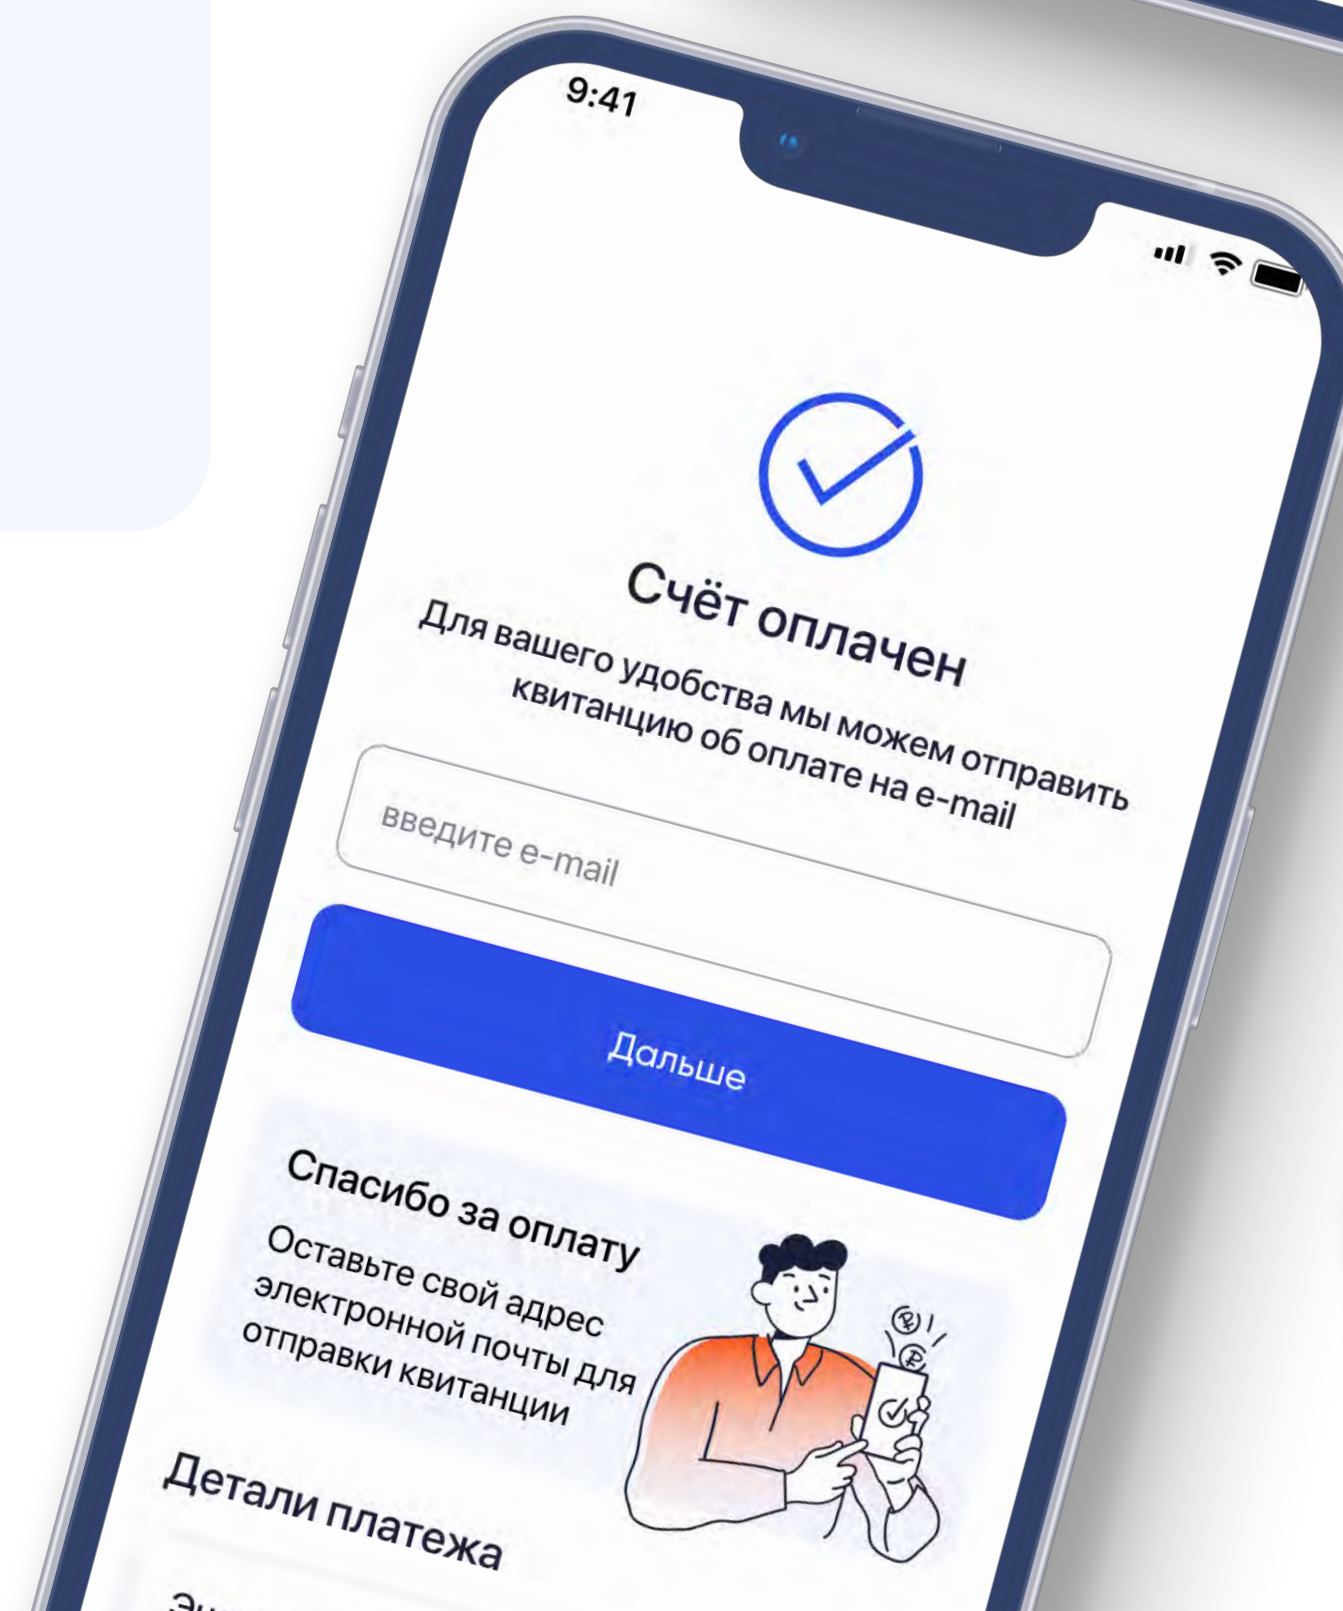 9:41
Счёт оплачен
Для вашего удобства мы можем отправить
квитанцию об оплате на e-mail
введите e-mail
Дальше
Спасибо за оплату
Оставьте свой адрес
электронной почты для
отправки квитанции
Детали платежа